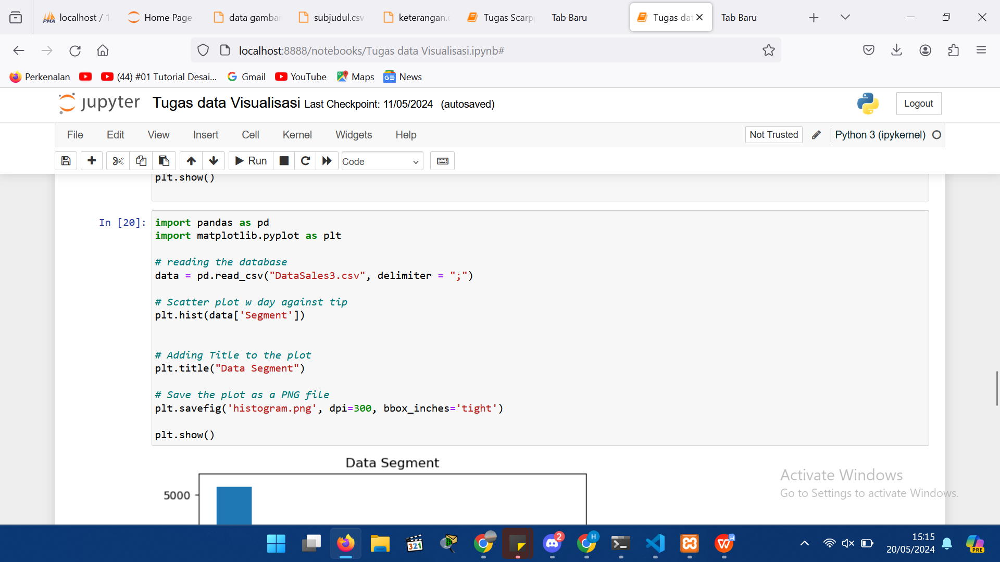 localhost / 1
Home Page
data gambar
subjudul.csv
keterangan.c
Tugas Scarpp
Tab Baru
Tugas dat
Tab Baru
localhost:8888/notebooks/Tugas data Visualisasi.ipynb#
Perkenalan
(44) #01 Tutorial Desai...
Gmail
YouTube
Maps
News
jupyter
Tugas data Visualisasi Last Checkpoint: 11/05/2024 (autosaved)
Logout
File Edit View Insert Cell Kernel Widgets Help
Not Trusted
Python 3 (ipykernel)
Run
Code
plt.show()
In [20]:
import pandas as pd
import matplotlib.pyplot as plt
# reading the database
data = pd.read_csv("DataSales3.csv", delimiter = ";")
# Scatter plot w day against tip
plt.hist(data['Segment'])
# Adding Title to the plot
plt.title("Data Segment")
# Save the plot as a PNG file
plt.savefig('histogram.png', dpi=300, bbox_inches='tight')
plt.show()
Data Segment
5000
Activate Windows
Go to Settings to activate Windows.
321
2
H
W
15:15
20/05/2024
PRE